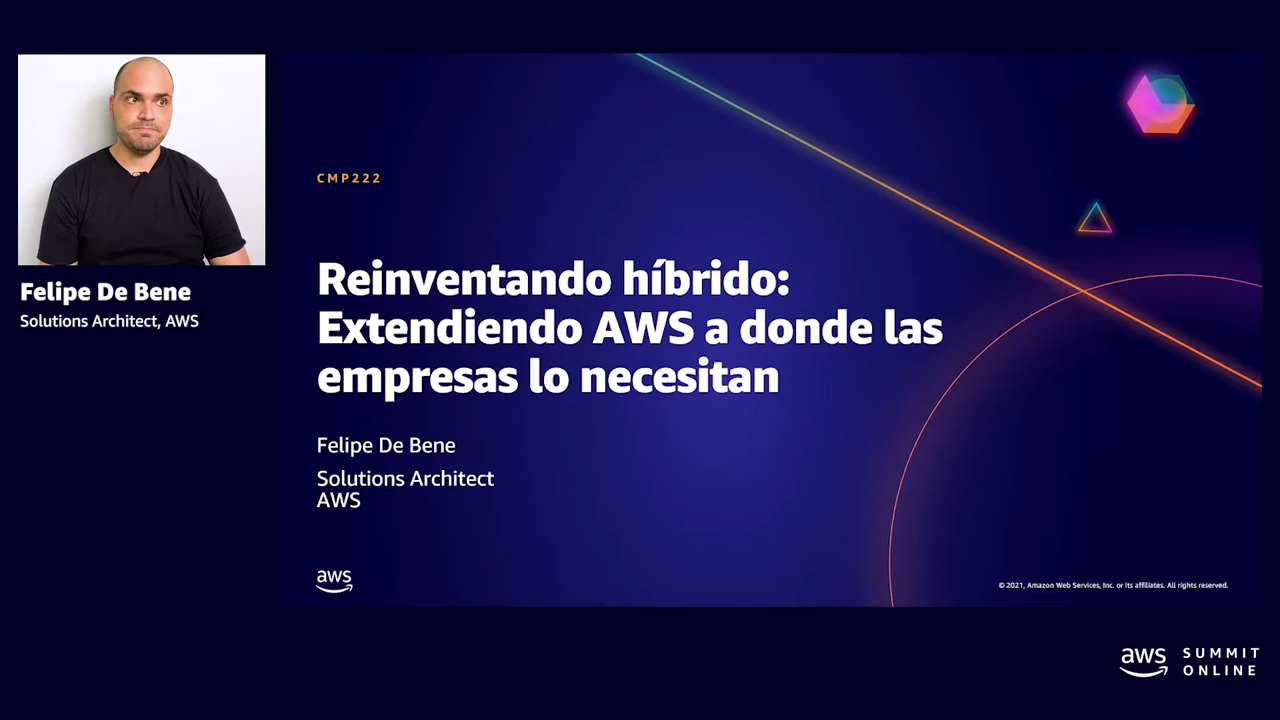 Felipe De Bene
Solutions Architect, AWS
CMP222
Reinventando híbrido:
Extendiendo AWS a donde las
empresas lo necesitan
Felipe De Bene
Solutions Architect
AWS
aws
© 2021, Amazon Web Services, Inc. or its affiliates. All rights reserved.
aws SUMMIT
ONLINE